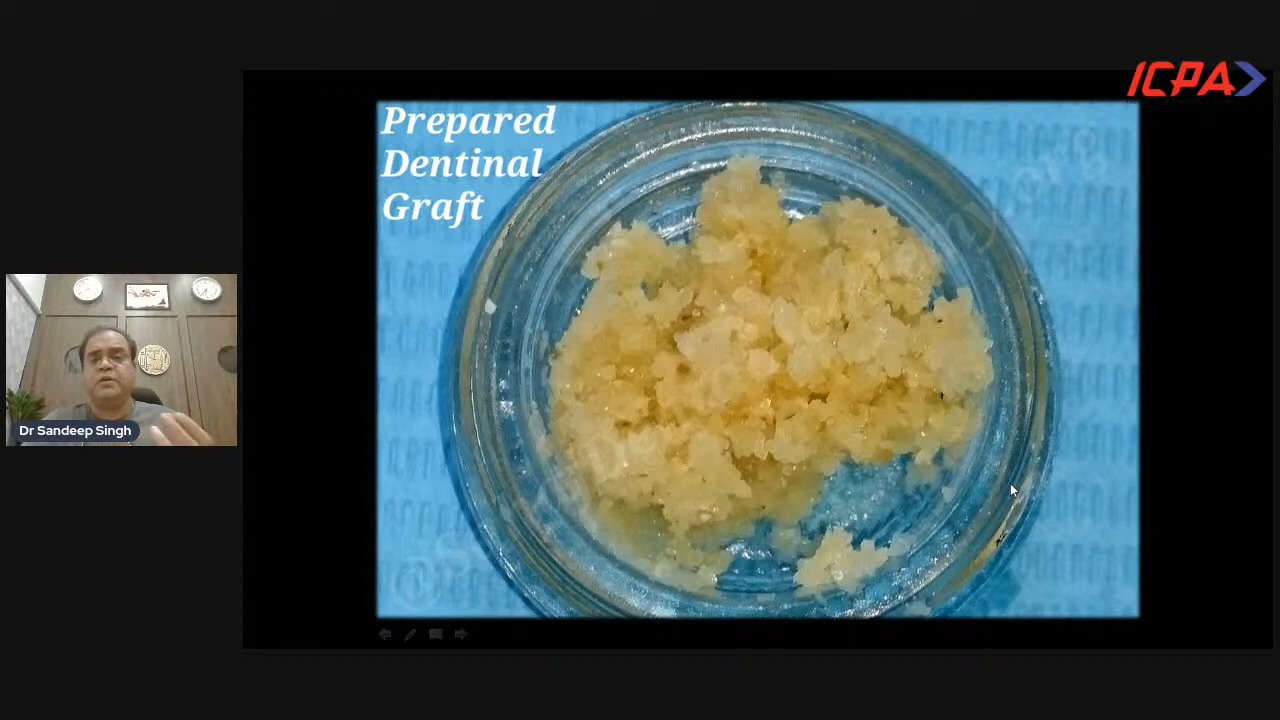 ICPA
Prepared
Dentinal
Graft
Dr Sandeep Singh